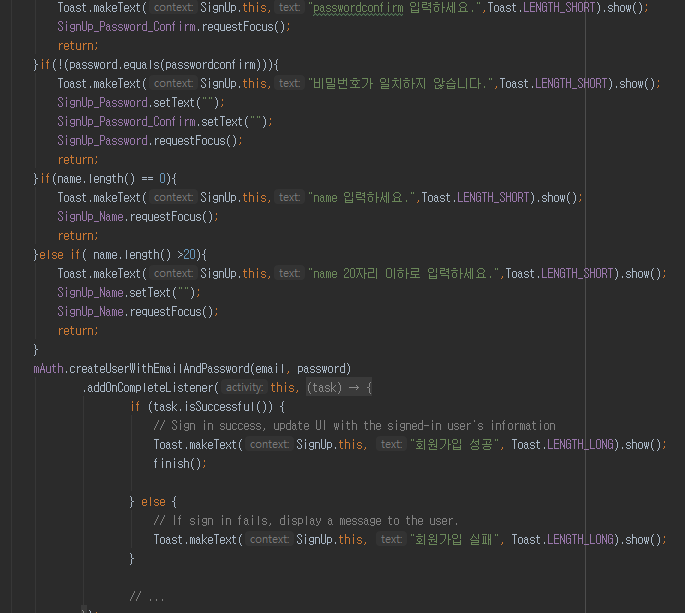 Toast.makeText( context: SignUp.this, text: "passwordconfirm 입력하세요.",Toast.LENGTH_SHORT).show();
SignUp_Password_Confirm.requestFocus();
return;
}if(!(password.equals(passwordconfirm))){
Toast.makeText( context: SignUp.this, text: "비밀번호가 일치하지 않습니다.",Toast.LENGTH_SHORT).show();
SignUp_Password.setText("");
SignUp_Password_Confirm.setText("");
SignUp_Password.requestFocus();
return;
}if(name.length() == 0){
Toast.makeText( context: SignUp.this, text: "name 입력하세요.",Toast.LENGTH_SHORT).show();
SignUp_Name.requestFocus();
return;
}else if( name.length() >20){
Toast.makeText( context: SignUp.this, text: "name 20자리 이하로 입력하세요.",Toast.LENGTH_SHORT).show();
SignUp_Name.setText("");
SignUp_Name.requestFocus();
return;
}
mAuth.createUserWithEmailAndPassword(email, password)
.addOnCompleteListener( activity: this, (task) → {
if (task.isSuccessful()) {
// Sign in success, update UI with the signed-in user's information
Toast.makeText( context: SignUp.this, text: "회원가입 성공", Toast.LENGTH_LONG).show();
finish();
} else {
// If sign in fails, display a message to the user.
Toast.makeText( context: SignUp.this, text: "회원가입 실패", Toast.LENGTH_LONG).show();
}
// ...
});